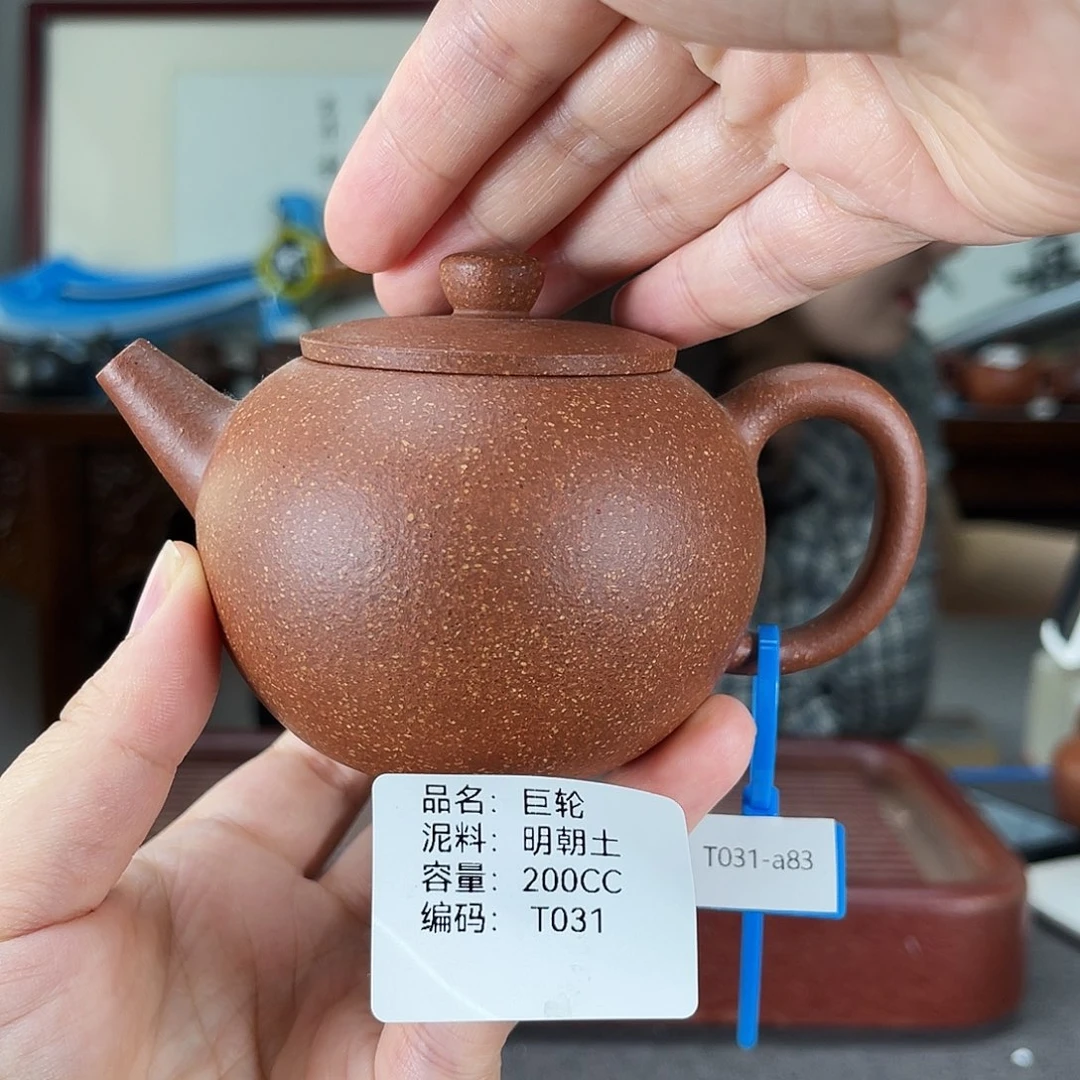 品名：巨轮
泥料：明朝土
容量：200CC
编码： T031
T031-a83